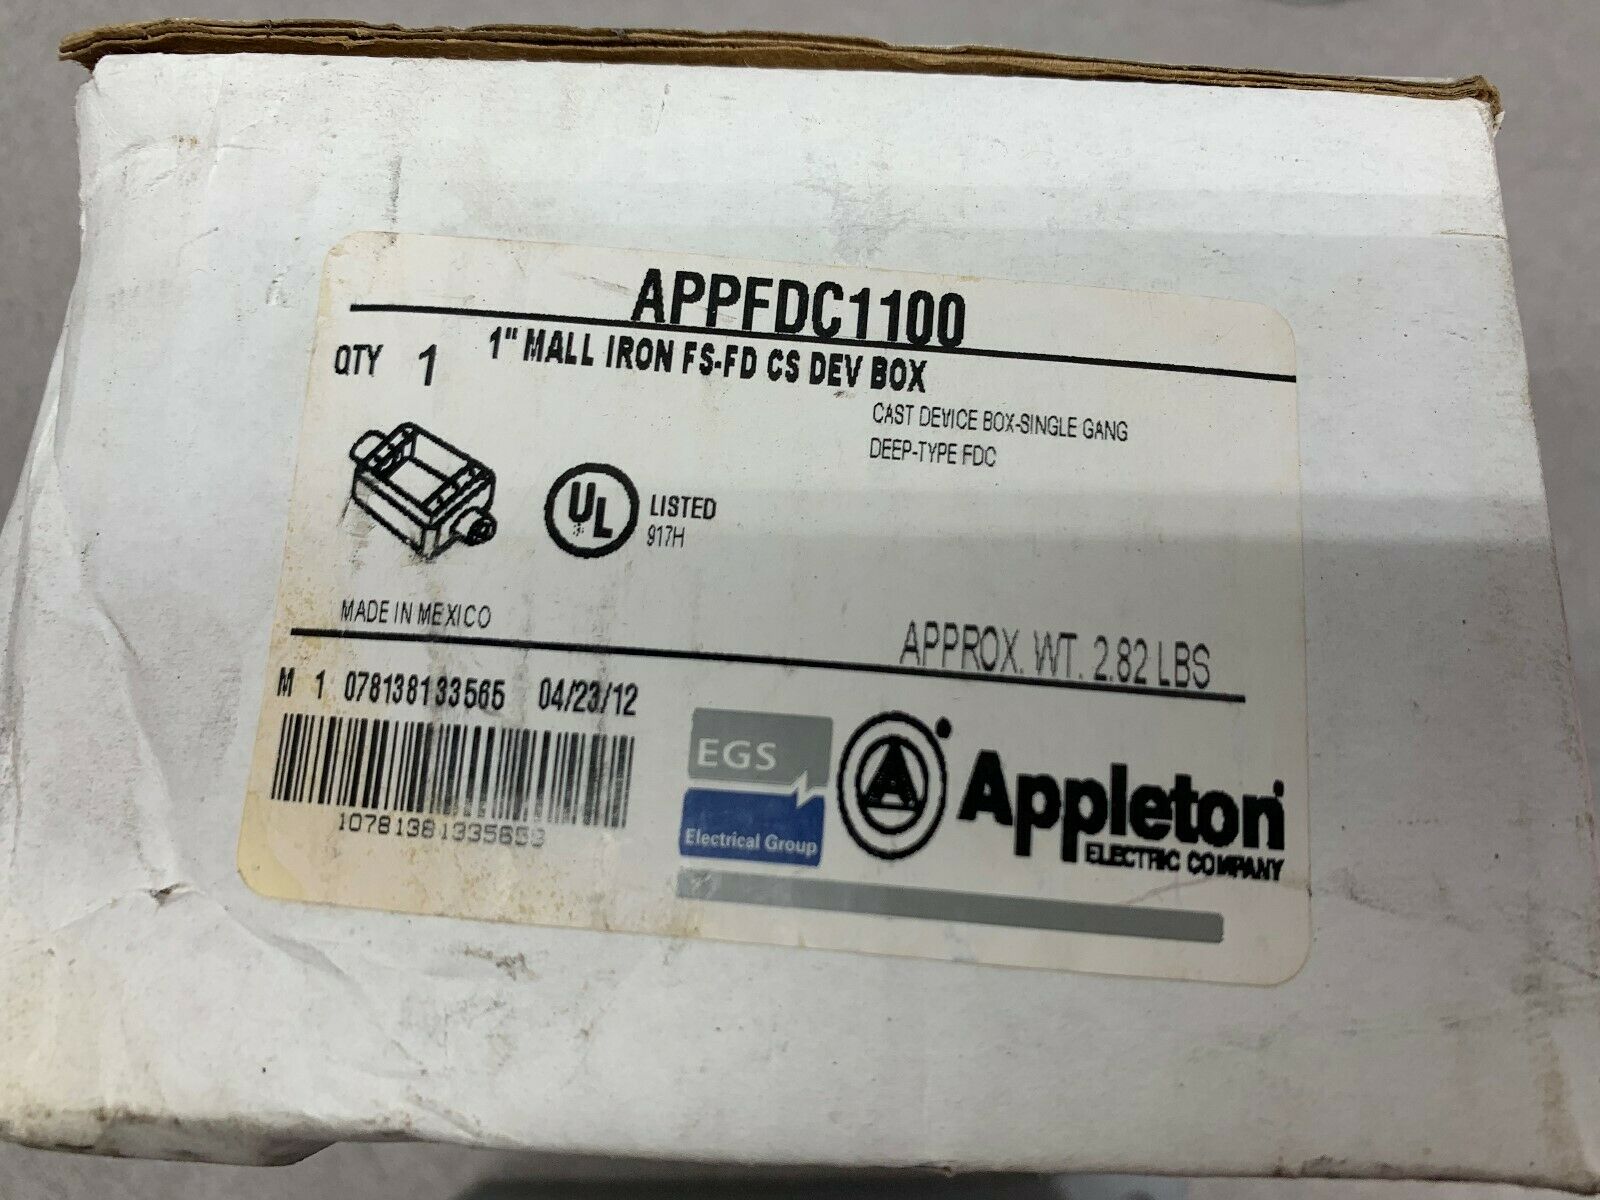 APPFDC1100
QTY 1
1" MALL IRON FS-FD CS DEV BOX
CAST DEVICE BOX-SINGLE GANG
DEEP-TYPE FDC
UL LISTED
917H
MADE IN MEXICO
APPROX. WT. 2.82 LBS
M 1 078138133565 04/23/12
10781381335653
EGS
Electrical Group
A
Appleton
ELECTRIC COMPANY